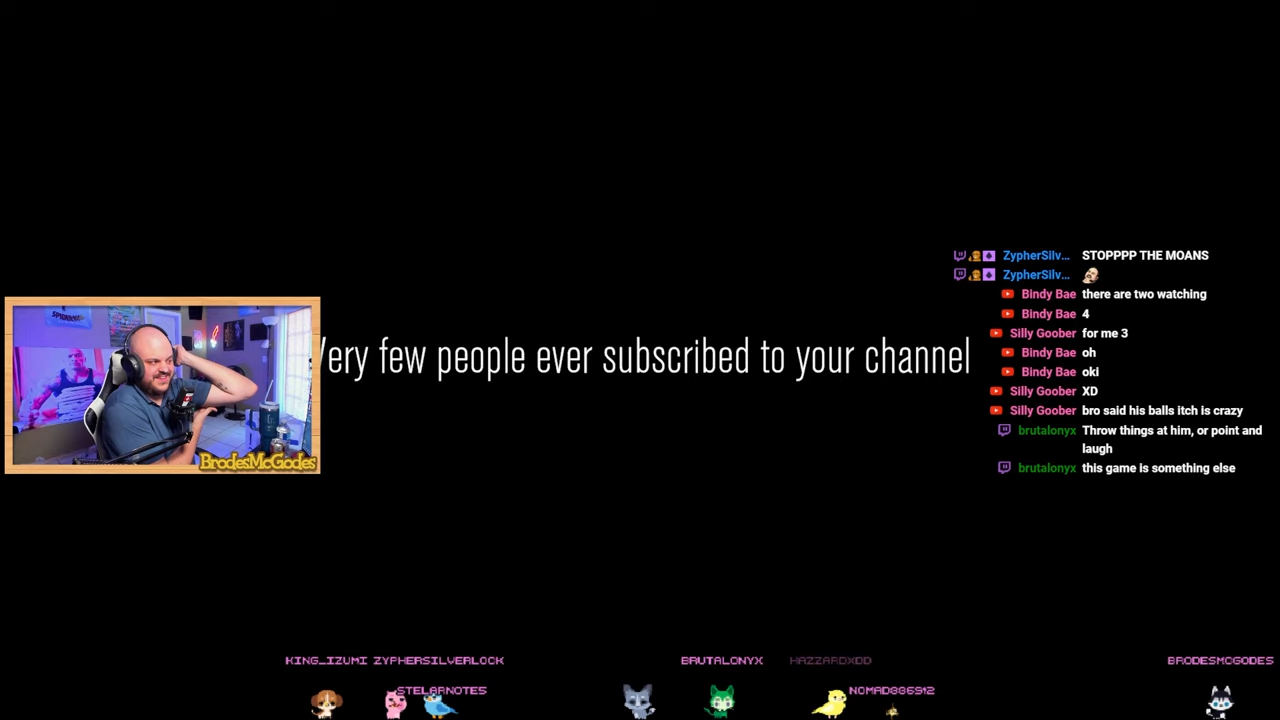 ZypherSilv… STOPPPP THE MOANS
ZypherSilv…
Bindy Bae there are two watching
Bindy Bae 4
Silly Goober for me 3
Bindy Bae oh
Bindy Bae oki
Silly Goober XD
Silly Goober bro said his balls itch is crazy
brutalonyx Throw things at him, or point and
laugh
brutalonyx this game is something else
Very few people ever subscribed to your channel
BrodesMcGodes
KING_IZUMI ZYPHERSILVERLOCK BRUTALONYX HAZZARDXDD BRODESMCGODES
STELARNOTES NOMAD886912